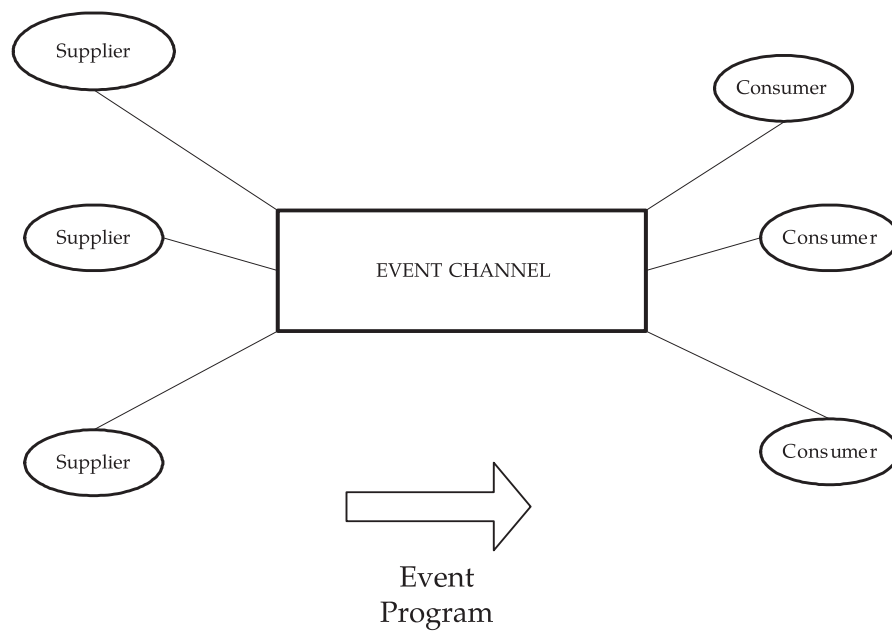 Supplier
Consumer
Supplier
Consumer
EVENT CHANNEL
Supplier
Consumer
Event
Program